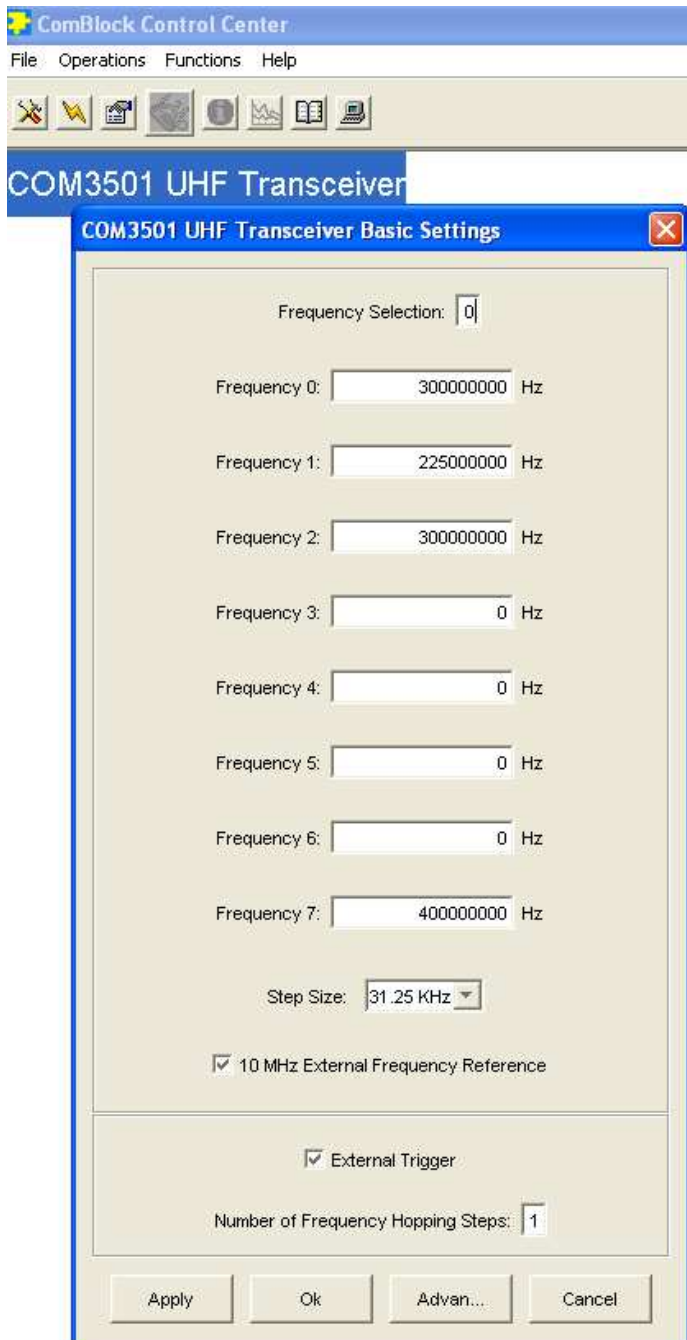 ComBlock Control Center
File Operations Functions Help
COM3501 UHF Transceiver
COM3501 UHF Transceiver Basic Settings
Frequency Selection: 0
Frequency 0: 300000000 Hz
Frequency 1: 225000000 Hz
Frequency 2: 300000000 Hz
Frequency 3: 0 Hz
Frequency 4: 0 Hz
Frequency 5: 0 Hz
Frequency 6: 0 Hz
Frequency 7: 400000000 Hz
Step Size: 31.25 KHz
10 MHz External Frequency Reference
External Trigger
Number of Frequency Hopping Steps: 1
Apply Ok Advan... Cancel